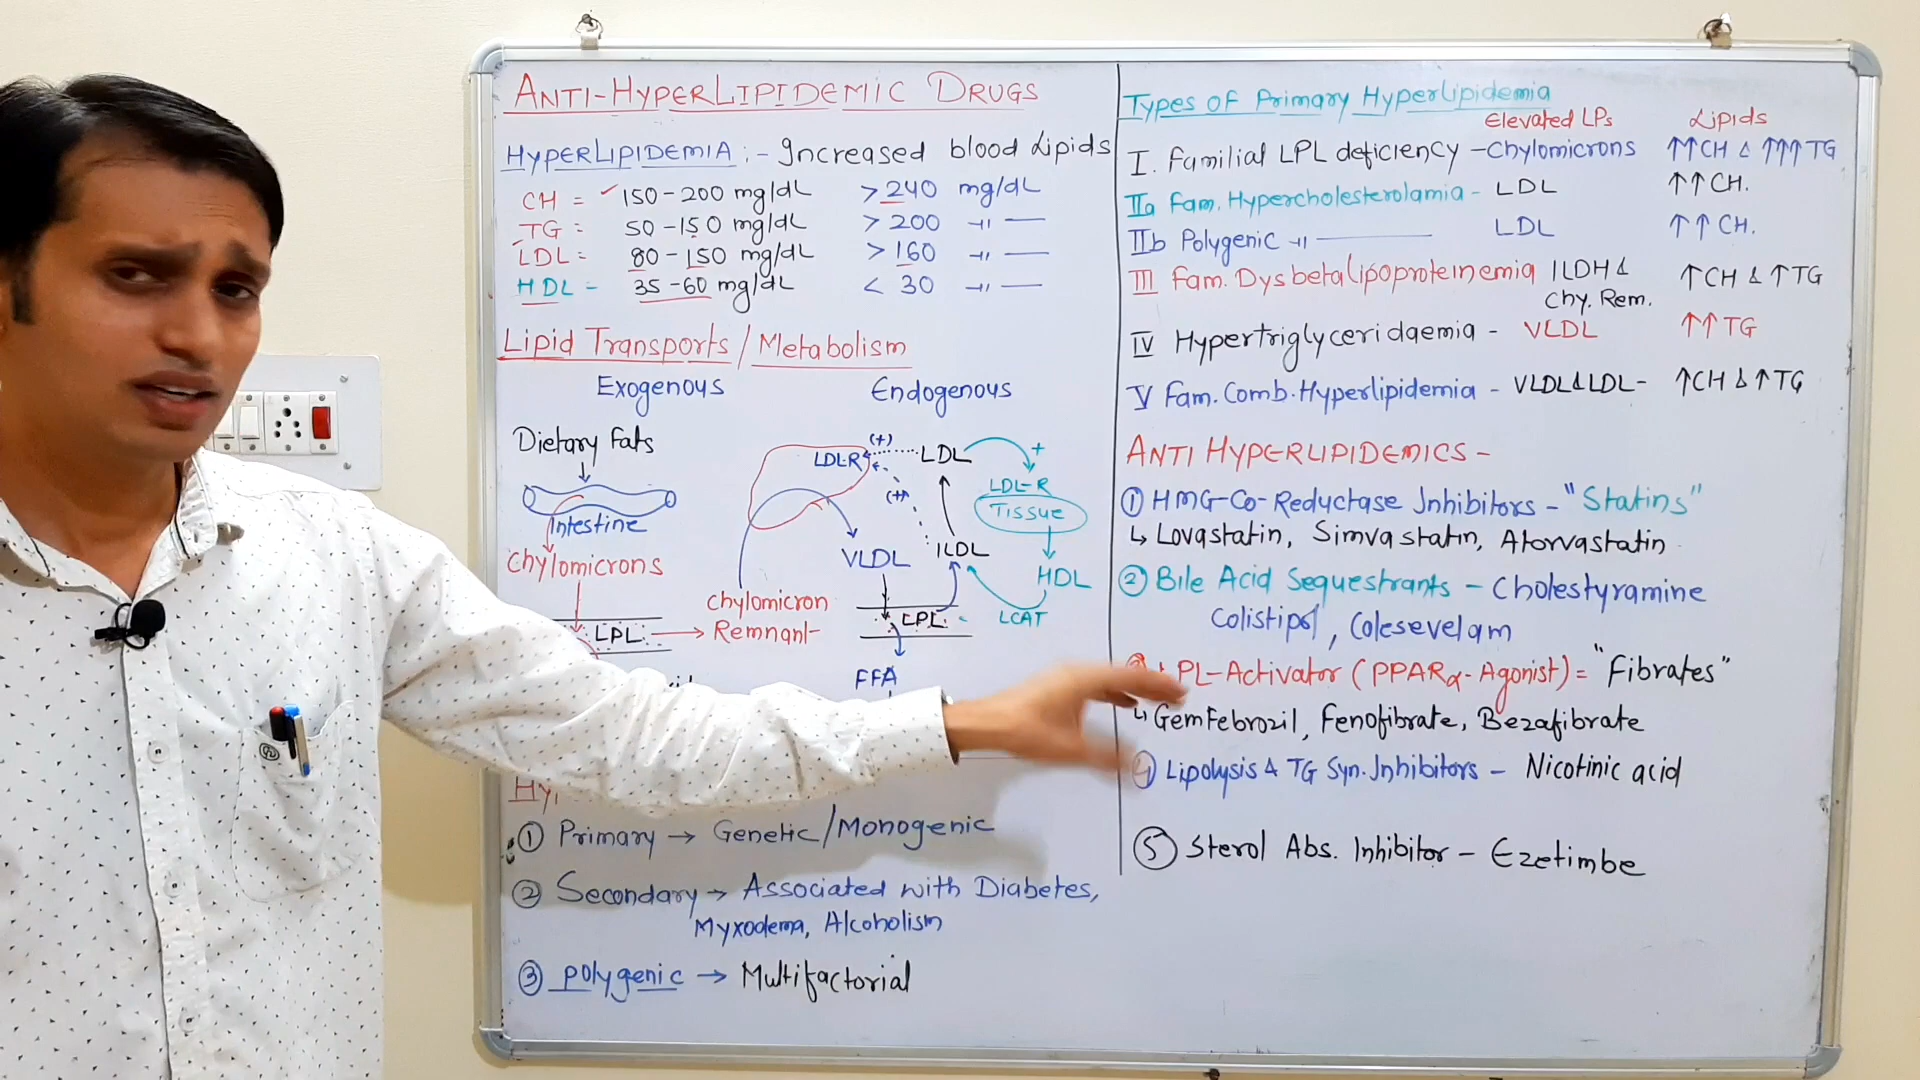 ANTI-HYPERLIPIDEMIC DRUGS
HYPERLIPIDEMIA :- Increased blood Lipids
CH = 150-200 mg/dL >240 mg/dL
TG = 50-150 mg/dL >200 -11-
LDL = 80-150 mg/dL >160 -11-
HDL = 35-60 mg/dL <30 -11-
Lipid Transports/Metabolism
Exogenous Endogenous
Dietary Fats
Intestine
Chylomicrons
LPL → Chylomicron
Remnant
LDL-R
(+)
LDL
+
LDL-R
Tissue
(+)
VLDL
ILDL
HDL
LCAT
LPL
FFA
① Primary → Genetic/Monogenic
② Secondary → Associated with Diabetes,
Myxodema, Alcoholism
③ Polygenic → Multifactorial
Types OF Primary Hyperlipidemia
Elevated LPs Lipids
I. Familial LPL deficiency - Chylomicrons ↑↑CH & ↑↑↑TG
IIa Fam. Hypercholesterolamia - LDL ↑↑CH.
IIb Polygenic -11- LDL ↑↑CH.
III Fam. Dysbetalipoproteinemia ILDH &
Chy. Rem. ↑CH & ↑TG
IV Hypertriglyceridaemia - VLDL ↑↑TG
V Fam. Comb. Hyperlipidemia - VLDL&LDL- ↑CH & ↑TG
ANTI HYPERLIPIDEMICS -
① HMG-Co-Reductase Inhibitors - "Statins"
↳ Lovastatin, Simvastatin, Atorvastatin
② Bile Acid Sequestrants - Cholestyramine
Colistipol, Colesevelam
PL-Activator (PPARα-Agonist) = "Fibrates"
↳ Gemfebrozil, Fenofibrate, Bezafibrate
④ Lipolysis & TG Syn. Inhibitors - Nicotinic acid
⑤ Sterol Abs. Inhibitor - Ezetimbe